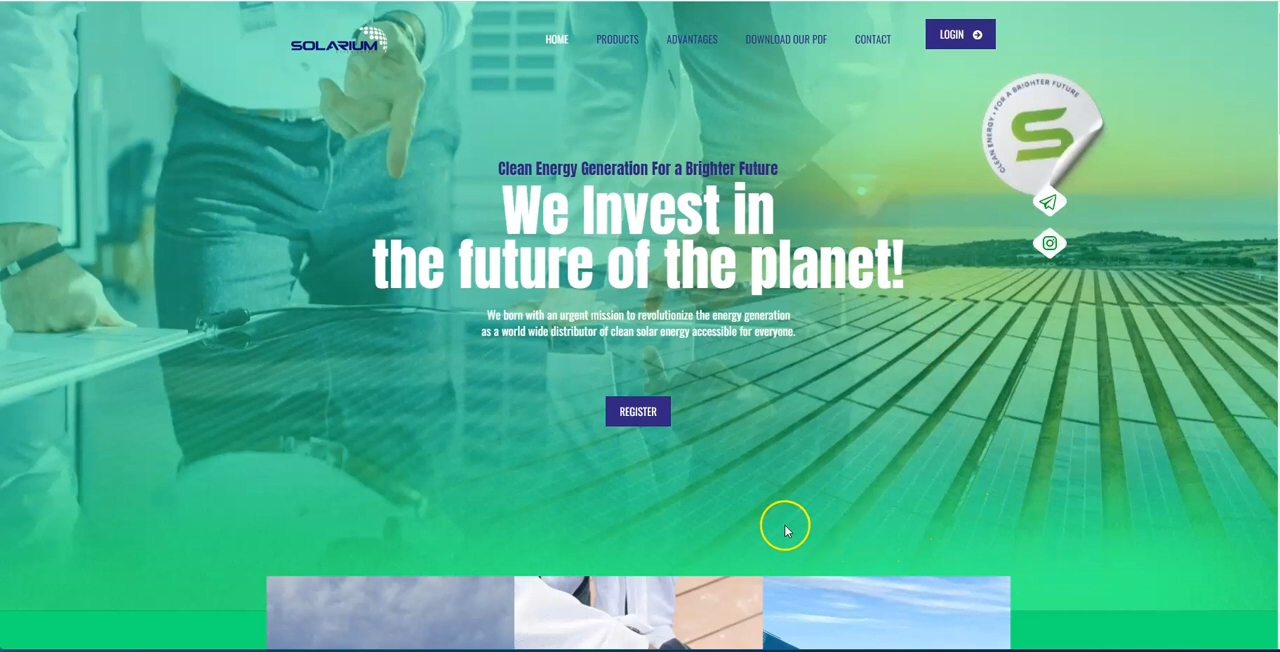 SOLARIUM
HOME
PRODUCTS
ADVANTAGES
DOWNLOAD OUR PDF
CONTACT
LOGIN
CLEAN ENERGY • FOR A BRIGHTER FUTURE
S
Clean Energy Generation For a Brighter Future
We Invest in
the future of the planet!
We born with an urgent mission to revolutionize the energy generation
as a world wide distributor of clean solar energy accessible for everyone.
REGISTER